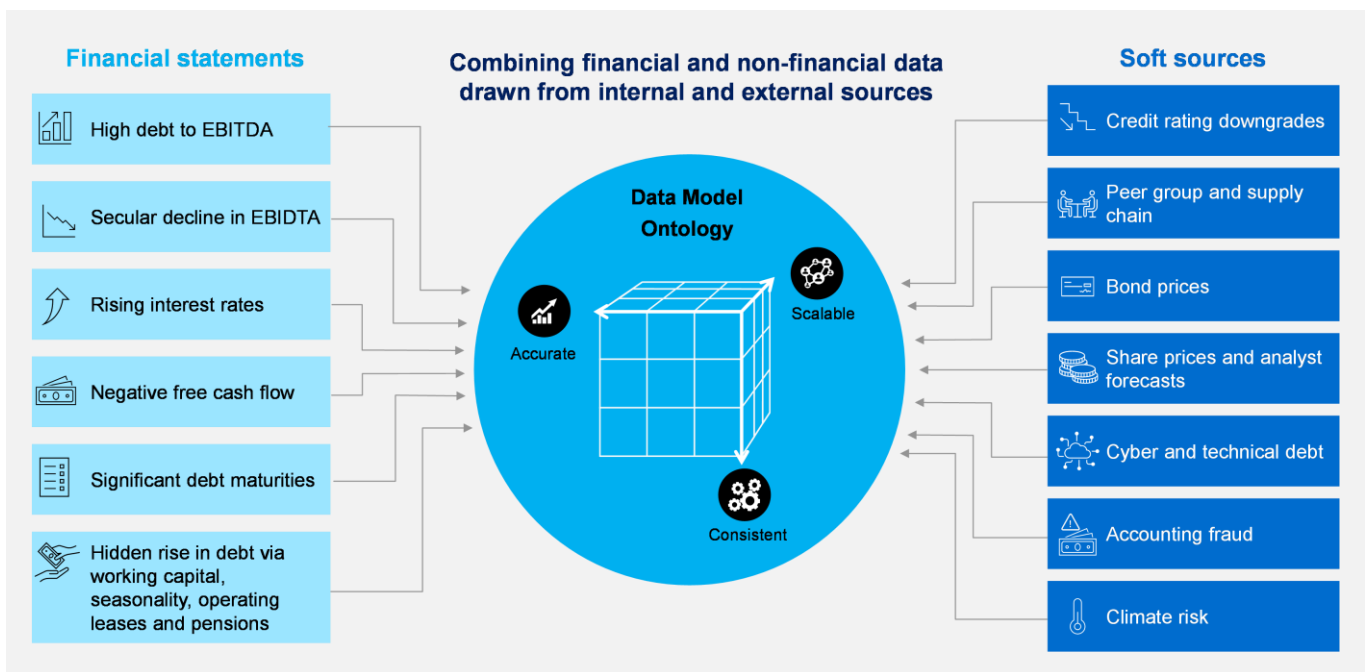 Financial statements
High debt to EBITDA
Secular decline in EBIDTA
Rising interest rates
Negative free cash flow
Significant debt maturities
Hidden rise in debt via
working capital,
seasonality, operating
leases and pensions
Combining financial and non-financial data
drawn from internal and external sources
Data Model
Ontology
Accurate
Scalable
Consistent
Soft sources
Credit rating downgrades
Peer group and supply
chain
Bond prices
Share prices and analyst
forecasts
Cyber and technical debt
Accounting fraud
Climate risk